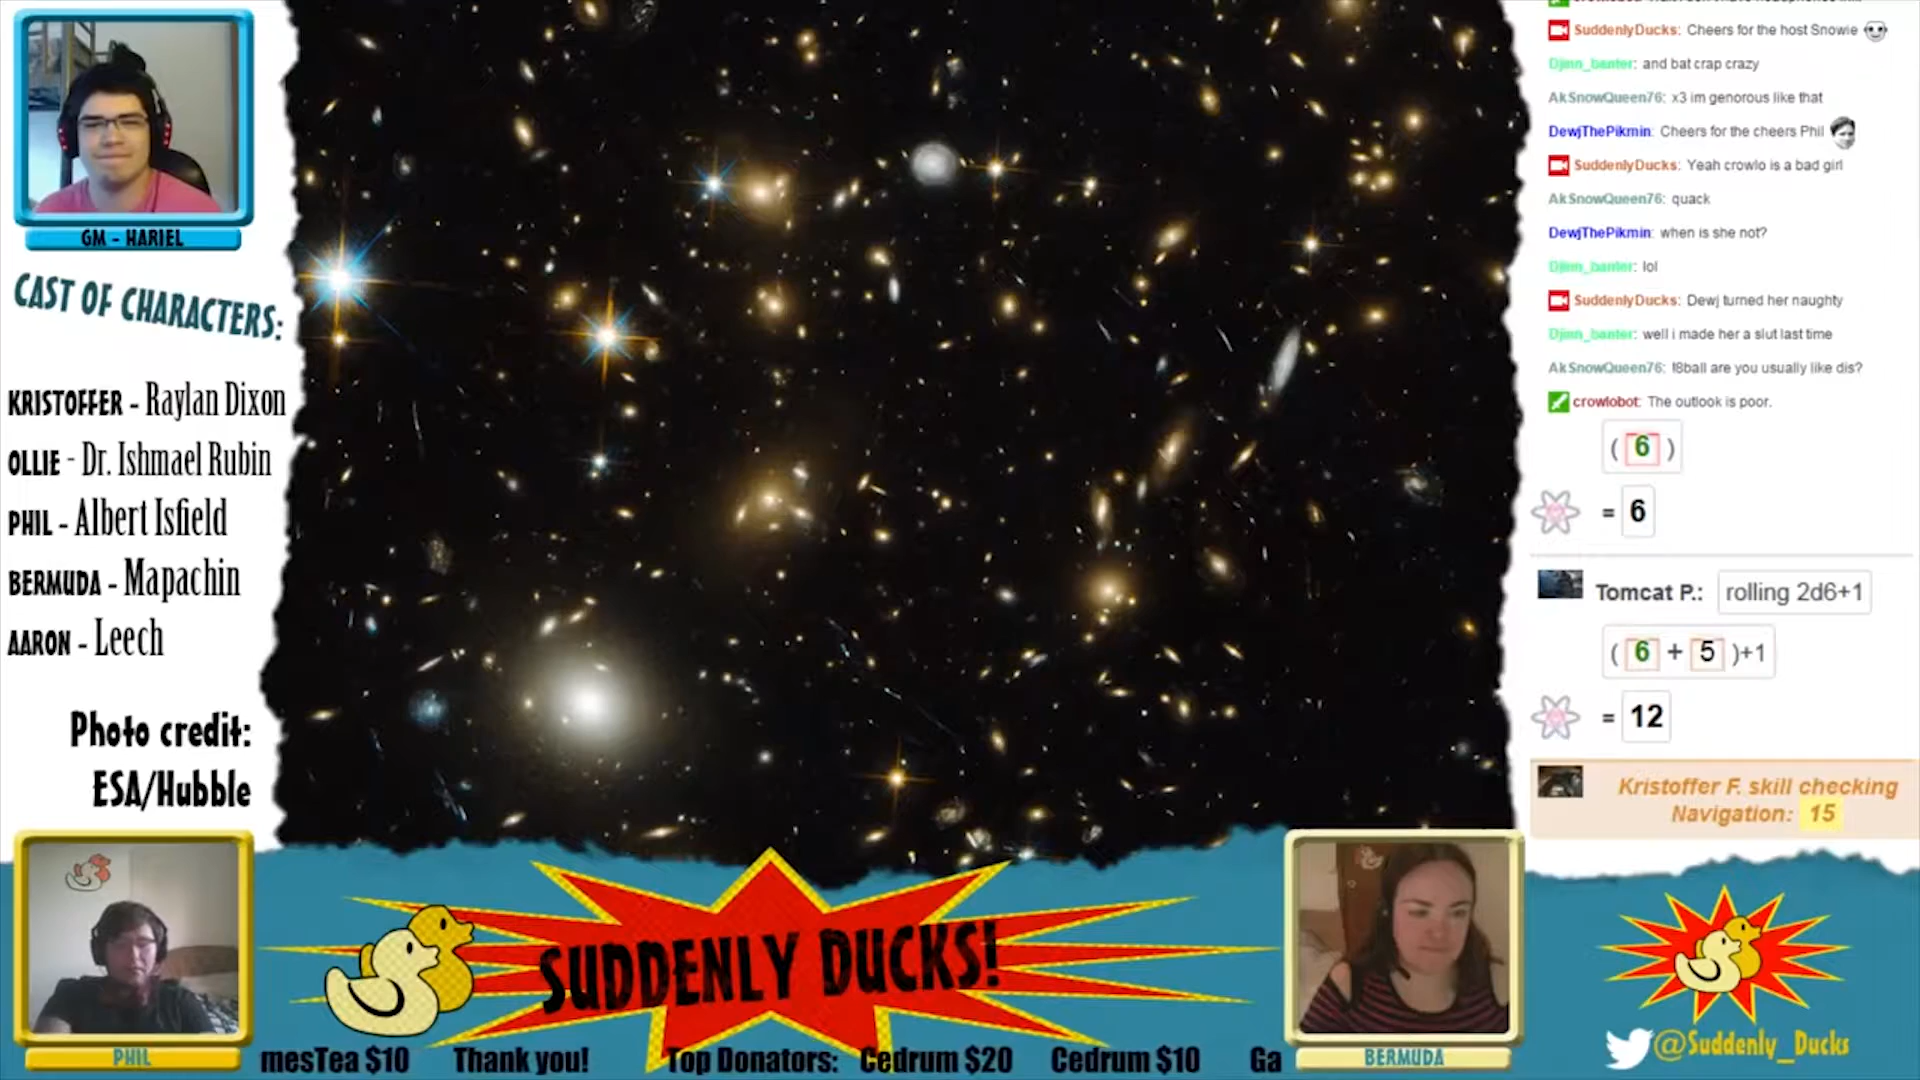 GM - HARIEL
CAST OF CHARACTERS:
KRISTOFFER - Raylan Dixon
OLLIE - Dr. Ishmael Rubin
PHIL - Albert Isfield
BERMUDA - Mapachin
AARON - Leech
Photo credit:
ESA/Hubble
PHIL
SUDDENLY DUCKS!
mesTea $10 Thank you! Top Donators: Cedrum $20 Cedrum $10 Ga
BERMUDA
SuddenlyDucks: Cheers for the host Snowie
Djinn_banter: and bat crap crazy
AkSnowQueen76: x3 im genorous like that
DewjThePikmin: Cheers for the cheers Phil
SuddenlyDucks: Yeah crowlo is a bad girl
AkSnowQueen76: quack
DewjThePikmin: when is she not?
Djinn_banter: lol
SuddenlyDucks: Dewj turned her naughty
Djinn_banter: well i made her a slut last time
AkSnowQueen76: !8ball are you usually like dis?
crowlobot: The outlook is poor.
( 6 )
= 6
Tomcat P.: rolling 2d6+1
( 6 + 5 )+1
= 12
Kristoffer F. skill checking
Navigation: 15
@Suddenly_Ducks